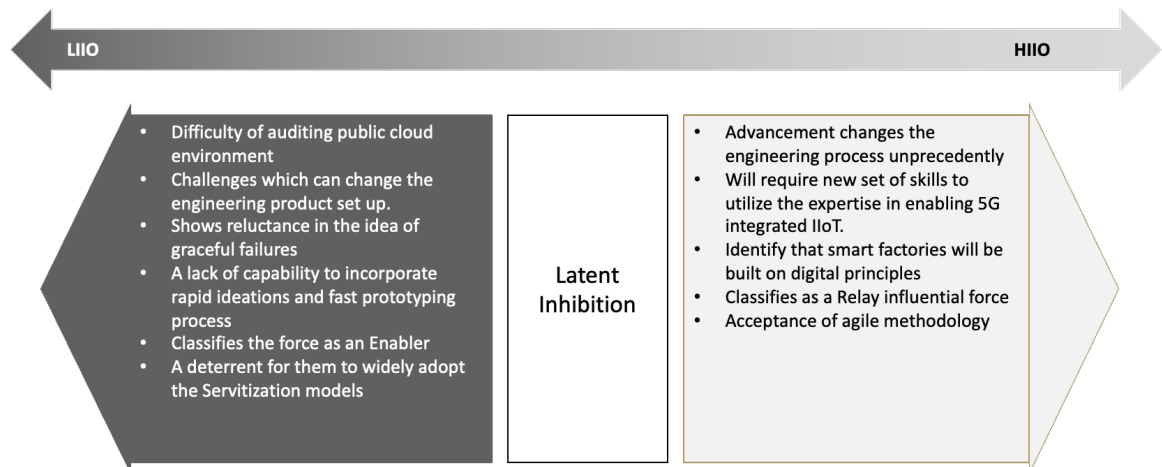 LIIO
HIIO
• Difficulty of auditing public cloud
environment
• Challenges which can change the
engineering product set up.
• Shows reluctance in the idea of
graceful failures
• A lack of capability to incorporate
rapid ideations and fast prototyping
process
• Classifies the force as an Enabler
• A deterrent for them to widely adopt
the Servitization models
Latent
Inhibition
• Advancement changes the
engineering process unprecedently
• Will require new set of skills to
utilize the expertise in enabling 5G
integrated IIoT.
• Identify that smart factories will be
built on digital principles
• Classifies as a Relay influential force
• Acceptance of agile methodology